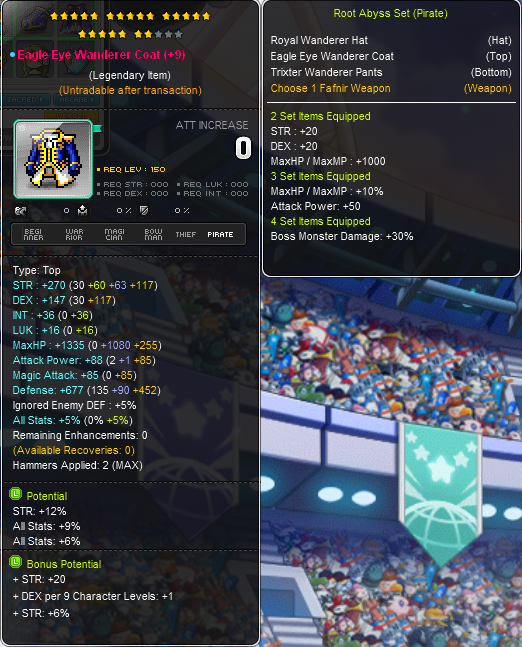 Eagle Eye Wanderer Coat (+9)
(Legendary Item)
(Untradable after transaction)
ATT INCREASE
0
REQ LEV : 150
REQ STR : 000
REQ LUK : 000
REQ DEX : 000
REQ INT : 000
0
0 %
0 %
BEGINNER
WARRIOR
MAGICIAN
BOWMAN
THIEF
PIRATE
Type: Top
STR : +270 (30 +60 +63 +117)
DEX : +147 (30 +117)
INT : +36 (0 +36)
LUK : +16 (0 +16)
MaxHP : +1335 (0 +1080 +255)
Attack Power: +88 (2 +1 +85)
Magic Attack: +85 (0 +85)
Defense: +677 (135 +90 +452)
Ignored Enemy DEF : +5%
All Stats: +5% (0% +5%)
Remaining Enhancements: 0
(Available Recoveries: 0)
Hammers Applied: 2 (MAX)
L Potential
STR: +12%
All Stats: +9%
All Stats: +6%
L Bonus Potential
+ STR: +20
+ DEX per 9 Character Levels: +1
+ STR: +6%
Root Abyss Set (Pirate)
Royal Wanderer Hat (Hat)
Eagle Eye Wanderer Coat (Top)
Trixter Wanderer Pants (Bottom)
Choose 1 Fafnir Weapon (Weapon)
2 Set Items Equipped
STR : +20
DEX : +20
MaxHP / MaxMP : +1000
3 Set Items Equipped
MaxHP / MaxMP : +10%
Attack Power: +50
4 Set Items Equipped
Boss Monster Damage: +30%